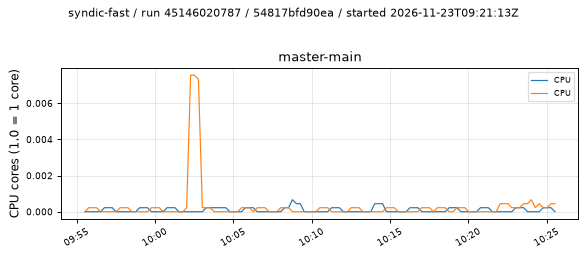 syndic-fast / run 45146020787 / 54817bfd90ea / started 2026-11-23T09:21:13Z
master-main
CPU
CPU
CPU cores (1.0 = 1 core)
0.006
0.004
0.002
0.000
09:55
10:00
10:05
10:10
10:15
10:20
10:25